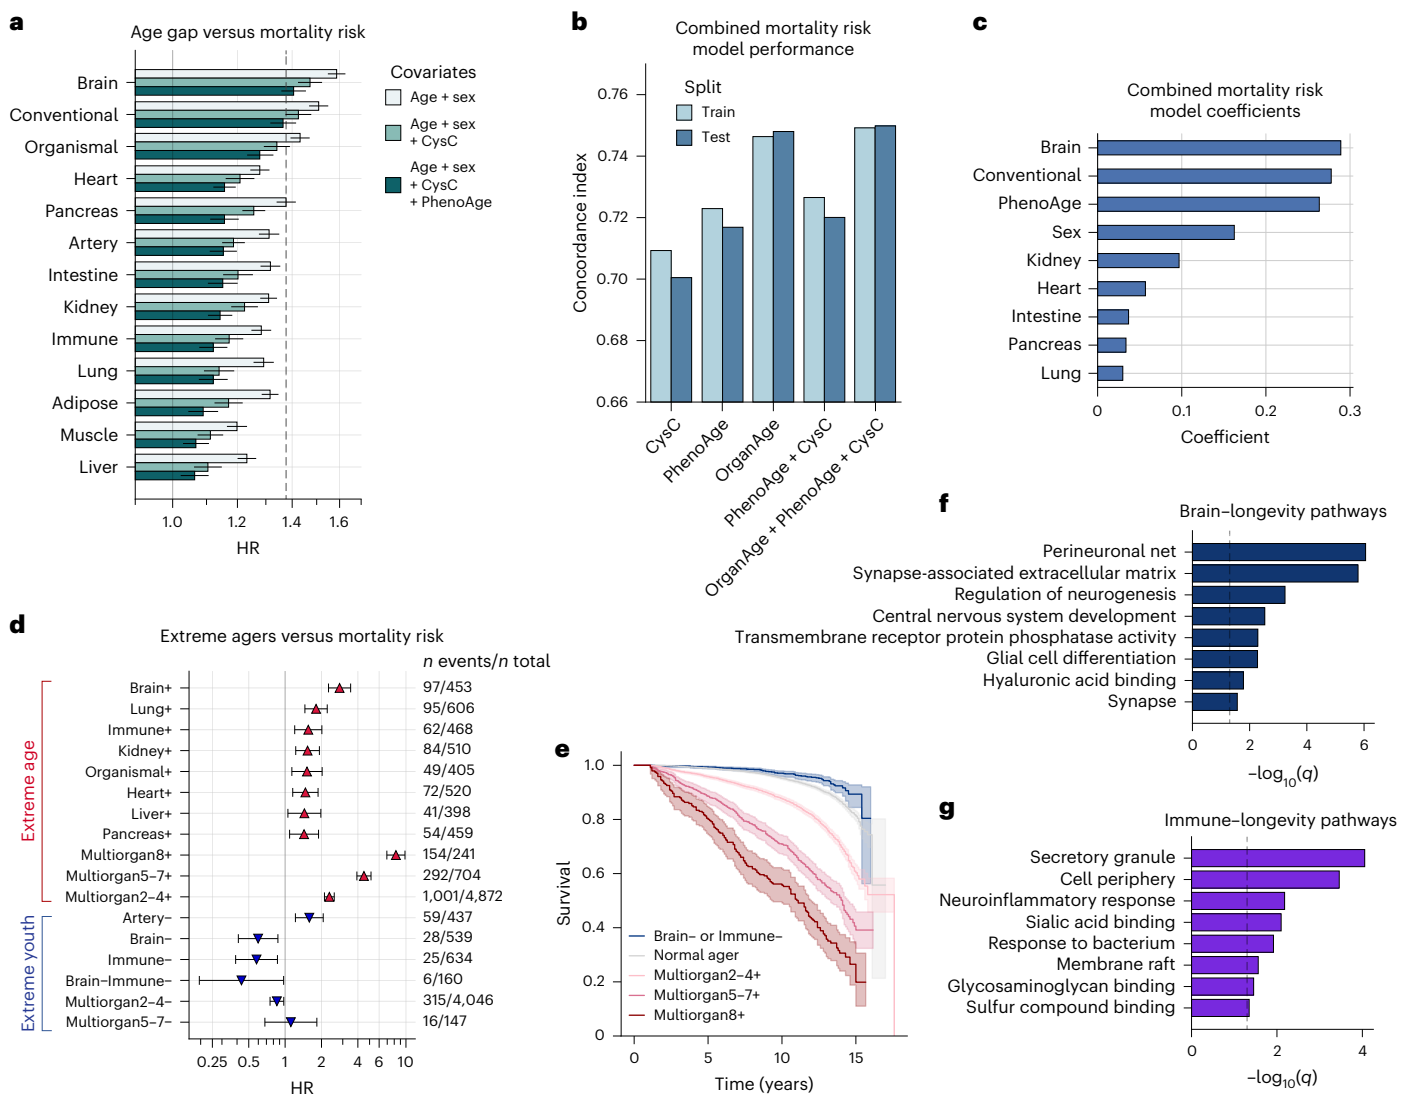 a
Age gap versus mortality risk
Brain
Conventional
Organismal
Heart
Pancreas
Artery
Intestine
Kidney
Immune
Lung
Adipose
Muscle
Liver
1.0 1.2 1.4 1.6
HR
Covariates
Age + sex
Age + sex
+ CysC
Age + sex
+ CysC
+ PhenoAge
b
Combined mortality risk
model performance
Concordance index
0.76
0.74
0.72
0.70
0.68
0.66
Split
Train
Test
CysC
PhenoAge
OrganAge
PhenoAge + CysC
OrganAge + PhenoAge + CysC
c
Combined mortality risk
model coefficients
Brain
Conventional
PhenoAge
Sex
Kidney
Heart
Intestine
Pancreas
Lung
0 0.1 0.2 0.3
Coefficient
d
Extreme agers versus mortality risk
n events/n total
Extreme age
Brain+ 97/453
Lung+ 95/606
Immune+ 62/468
Kidney+ 84/510
Organismal+ 49/405
Heart+ 72/520
Liver+ 41/398
Pancreas+ 54/459
Multiorgan8+ 154/241
Multiorgan5–7+ 292/704
Multiorgan2–4+ 1,001/4,872
Extreme youth
Artery− 59/437
Brain− 28/539
Immune− 25/634
Brain–Immune− 6/160
Multiorgan2–4− 315/4,046
Multiorgan5–7− 16/147
0.25 0.5 1 2 4 6 10
HR
e
Survival
1.0
0.8
0.6
0.4
0.2
0
Brain− or Immune−
Normal ager
Multiorgan2–4+
Multiorgan5–7+
Multiorgan8+
0 5 10 15
Time (years)
f
Brain–longevity pathways
Perineuronal net
Synapse-associated extracellular matrix
Regulation of neurogenesis
Central nervous system development
Transmembrane receptor protein phosphatase activity
Glial cell differentiation
Hyaluronic acid binding
Synapse
0 2 4 6
−log10(q)
g
Immune–longevity pathways
Secretory granule
Cell periphery
Neuroinflammatory response
Sialic acid binding
Response to bacterium
Membrane raft
Glycosaminoglycan binding
Sulfur compound binding
0 2 4
−log10(q)